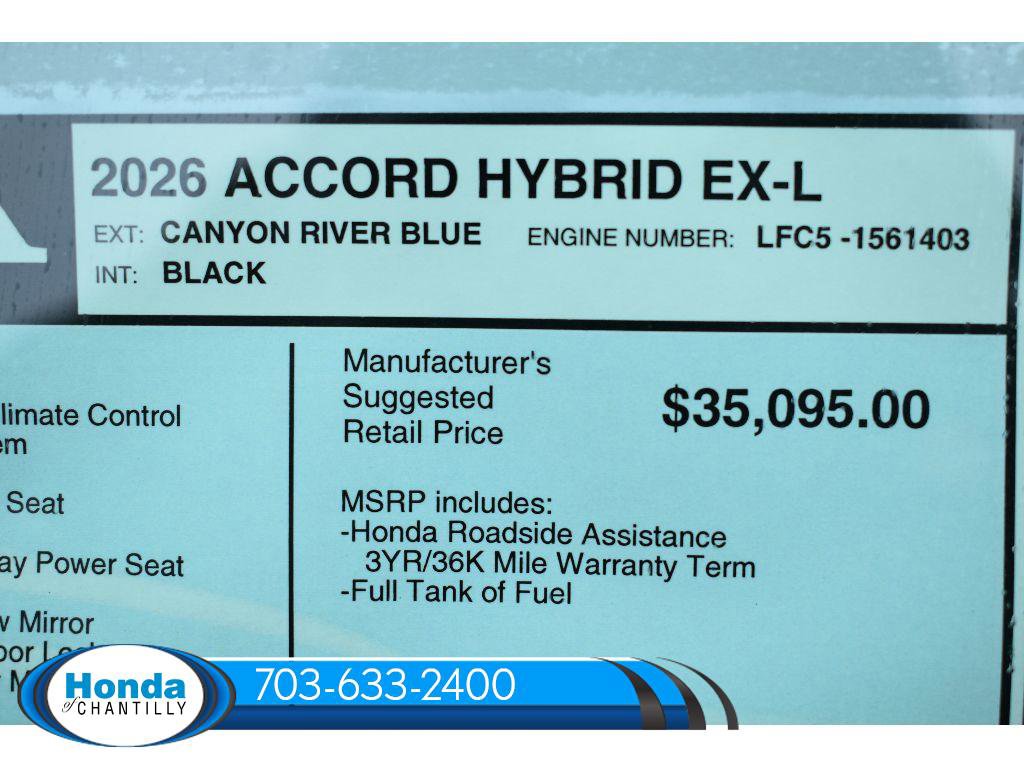 2026 ACCORD HYBRID EX-L
EXT: CANYON RIVER BLUE ENGINE NUMBER: LFC5 -1561403
INT: BLACK
Manufacturer's
Suggested
Retail Price
$35,095.00
MSRP includes:
-Honda Roadside Assistance
3YR/36K Mile Warranty Term
-Full Tank of Fuel
limate Control
em
Seat
ay Power Seat
w Mirror
Honda
of CHANTILLY
703-633-2400